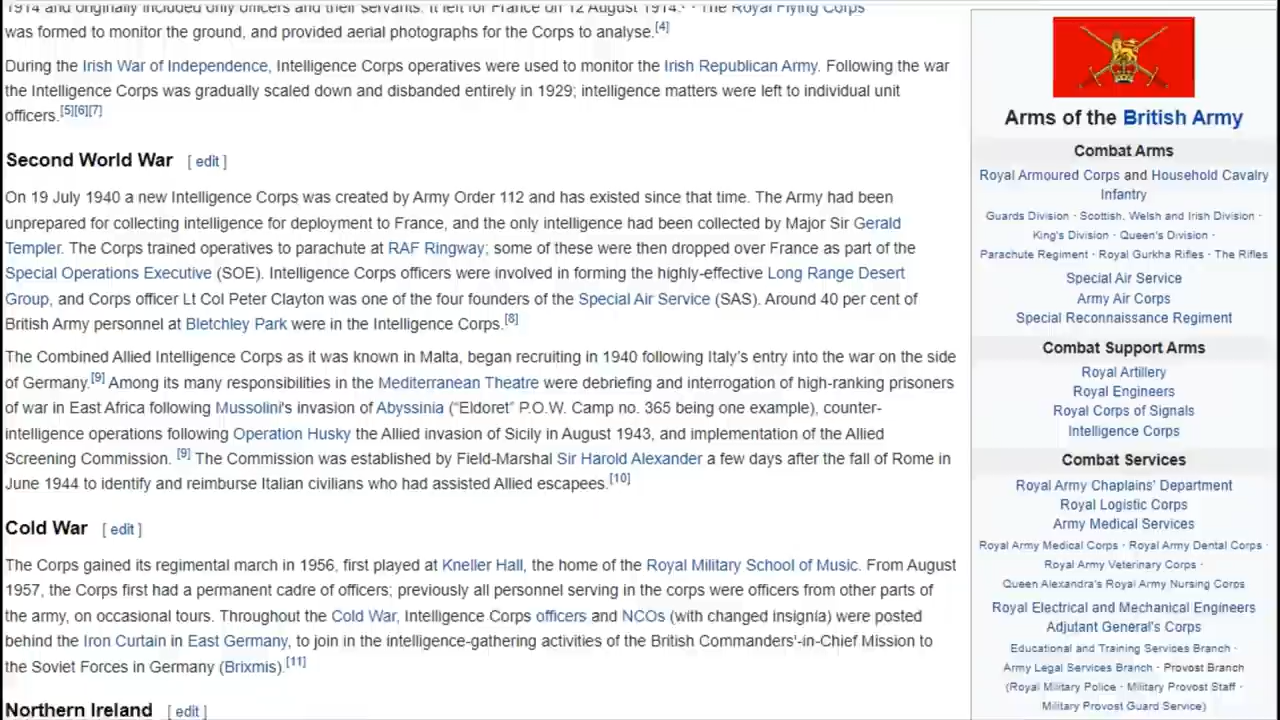 1914 and originally included only officers and their servants. It left for France on 12 August 1914. The Royal Flying Corps
was formed to monitor the ground, and provided aerial photographs for the Corps to analyse.[4]
During the Irish War of Independence, Intelligence Corps operatives were used to monitor the Irish Republican Army. Following the war
the Intelligence Corps was gradually scaled down and disbanded entirely in 1929; intelligence matters were left to individual unit
officers.[5][6][7]
Second World War [ edit ]
On 19 July 1940 a new Intelligence Corps was created by Army Order 112 and has existed since that time. The Army had been
unprepared for collecting intelligence for deployment to France, and the only intelligence had been collected by Major Sir Gerald
Templer. The Corps trained operatives to parachute at RAF Ringway; some of these were then dropped over France as part of the
Special Operations Executive (SOE). Intelligence Corps officers were involved in forming the highly-effective Long Range Desert
Group, and Corps officer Lt Col Peter Clayton was one of the four founders of the Special Air Service (SAS). Around 40 per cent of
British Army personnel at Bletchley Park were in the Intelligence Corps.[8]
The Combined Allied Intelligence Corps as it was known in Malta, began recruiting in 1940 following Italy's entry into the war on the side
of Germany.[9] Among its many responsibilities in the Mediterranean Theatre were debriefing and interrogation of high-ranking prisoners
of war in East Africa following Mussolini's invasion of Abyssinia ("Eldoret" P.O.W. Camp no. 365 being one example), counter-
intelligence operations following Operation Husky the Allied invasion of Sicily in August 1943, and implementation of the Allied
Screening Commission. [9] The Commission was established by Field-Marshal Sir Harold Alexander a few days after the fall of Rome in
June 1944 to identify and reimburse Italian civilians who had assisted Allied escapees.[10]
Cold War [ edit ]
The Corps gained its regimental march in 1956, first played at Kneller Hall, the home of the Royal Military School of Music. From August
1957, the Corps first had a permanent cadre of officers; previously all personnel serving in the corps were officers from other parts of
the army, on occasional tours. Throughout the Cold War, Intelligence Corps officers and NCOs (with changed insignia) were posted
behind the Iron Curtain in East Germany, to join in the intelligence-gathering activities of the British Commanders'-in-Chief Mission to
the Soviet Forces in Germany (Brixmis).[11]
Northern Ireland [ edit ]
Arms of the British Army
Combat Arms
Royal Armoured Corps and Household Cavalry
Infantry
Guards Division · Scottish, Welsh and Irish Division ·
King's Division · Queen's Division ·
Parachute Regiment · Royal Gurkha Rifles · The Rifles
Special Air Service
Army Air Corps
Special Reconnaissance Regiment
Combat Support Arms
Royal Artillery
Royal Engineers
Royal Corps of Signals
Intelligence Corps
Combat Services
Royal Army Chaplains' Department
Royal Logistic Corps
Army Medical Services
Royal Army Medical Corps · Royal Army Dental Corps ·
Royal Army Veterinary Corps ·
Queen Alexandra's Royal Army Nursing Corps
Royal Electrical and Mechanical Engineers
Adjutant General's Corps
Educational and Training Services Branch ·
Army Legal Services Branch · Provost Branch
(Royal Military Police · Military Provost Staff ·
Military Provost Guard Service)